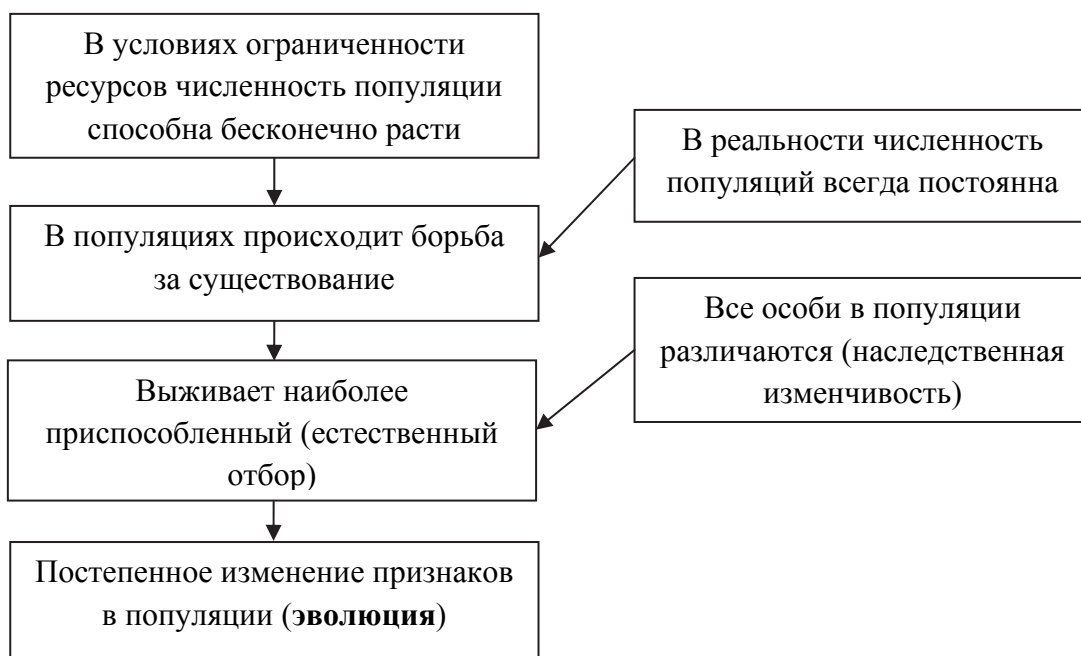 В условиях ограниченности
ресурсов численность популяции
способна бесконечно расти
В реальности численность
популяций всегда постоянна
В популяциях происходит борьба
за существование
Все особи в популяции
различаются (наследственная
изменчивость)
Выживает наиболее
приспособленный (естественный
отбор)
Постепенное изменение признаков
в популяции (эволюция)